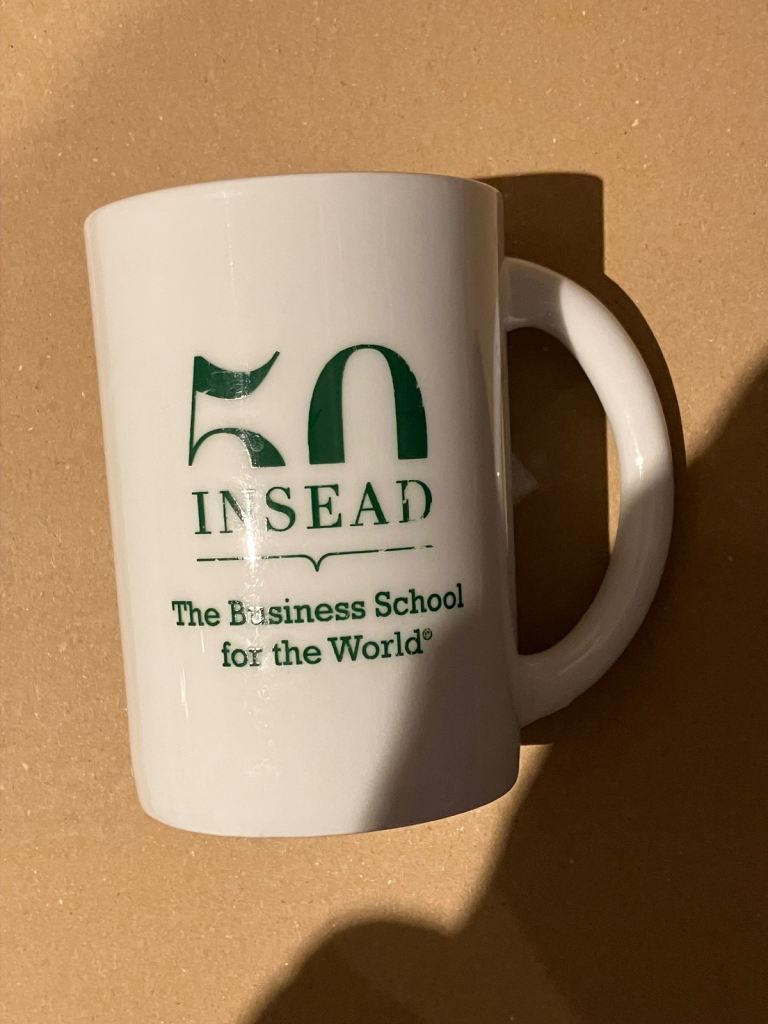 50
INSEAD
The Business School
for the World®